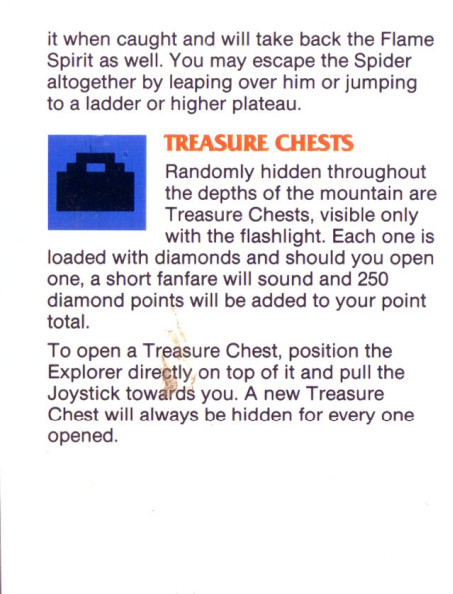 it when caught and will take back the Flame
Spirit as well. You may escape the Spider
altogether by leaping over him or jumping
to a ladder or higher plateau.
TREASURE CHESTS
Randomly hidden throughout
the depths of the mountain are
Treasure Chests, visible only
with the flashlight. Each one is
loaded with diamonds and should you open
one, a short fanfare will sound and 250
diamond points will be added to your point
total.
To open a Treasure Chest, position the
Explorer directly on top of it and pull the
Joystick towards you. A new Treasure
Chest will always be hidden for every one
opened.